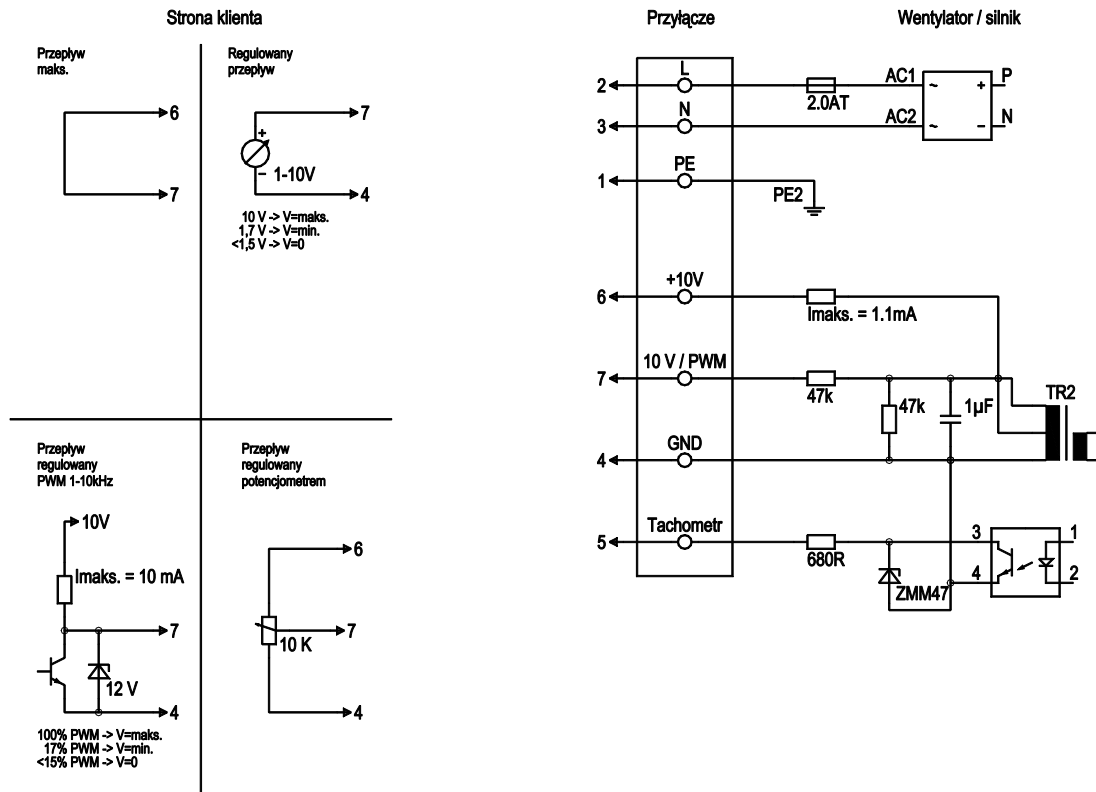 Strona klienta
Przepływ
maks.
6
7
Regulowany
przepływ
7
+
− 1-10V
4
10 V -> V=maks.
1,7 V -> V=min.
<1,5 V -> V=0
Przepływ
regulowany
PWM 1-10kHz
10V
Imaks. = 10 mA
7
12 V
4
100% PWM -> V=maks.
17% PWM -> V=min.
<15% PWM -> V=0
Przepływ
regulowany
potencjometrem
6
7
10 K
4
Przyłącze
Wentylator / silnik
2
L
2.0AT
AC1
~
+
P
3
N
AC2
~
−
N
1
PE
PE2
6
+10V
Imaks. = 1.1mA
7
10 V / PWM
47k
47k
1µF
TR2
4
GND
5
Tachometr
680R
3
1
4
2
ZMM47